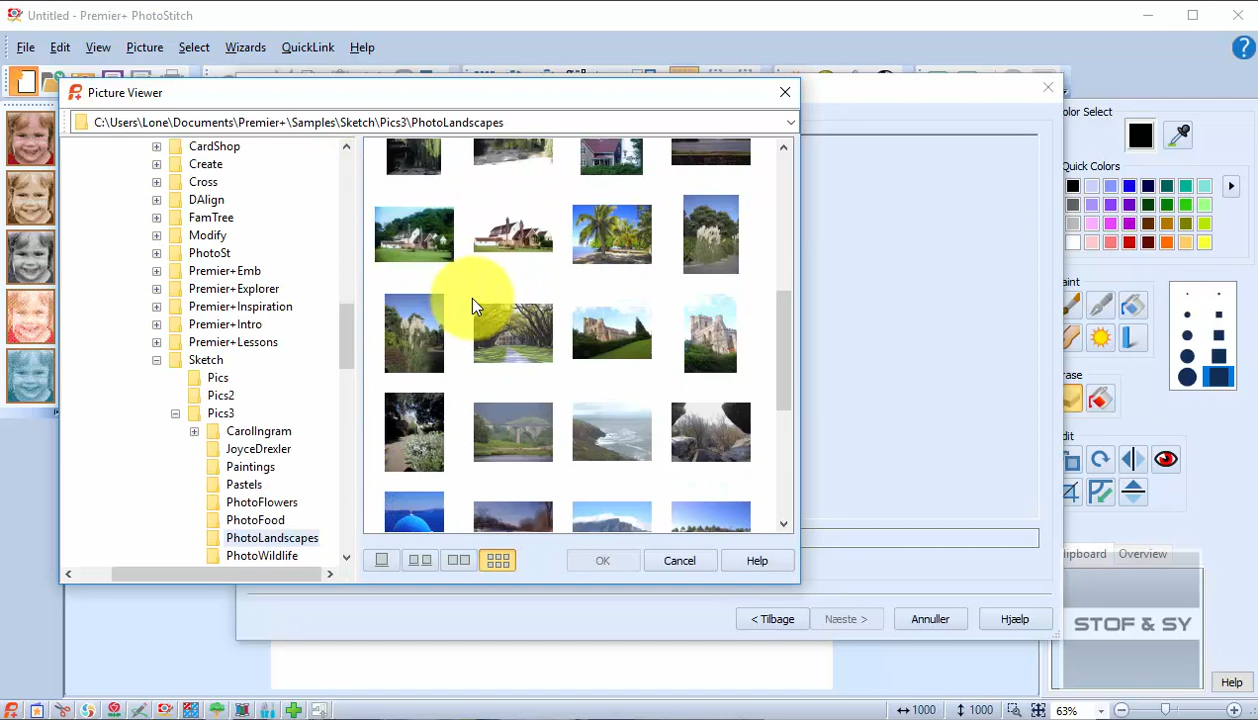 Untitled - Premier+ PhotoStitch
File Edit View Picture Select Wizards QuickLink Help
Picture Viewer
C:\Users\Lone\Documents\Premier+\Samples\Sketch\Pics3\PhotoLandscapes
Color Select
Quick Colors
CardShop
Create
Cross
DAlign
FamTree
Modify
PhotoSt
Premier+Emb
Premier+Explorer
Premier+Inspiration
Premier+Intro
Premier+Lessons
Sketch
Pics
Pics2
Pics3
CarolIngram
JoyceDrexler
Paintings
Pastels
PhotoFlowers
PhotoFood
PhotoLandscapes
PhotoWildlife
aint
rase
dit
OK Cancel Help
lipboard Overview
< Tilbage Næste > Annuller Hjælp
STOF & SY
Help
1000 1000 63%